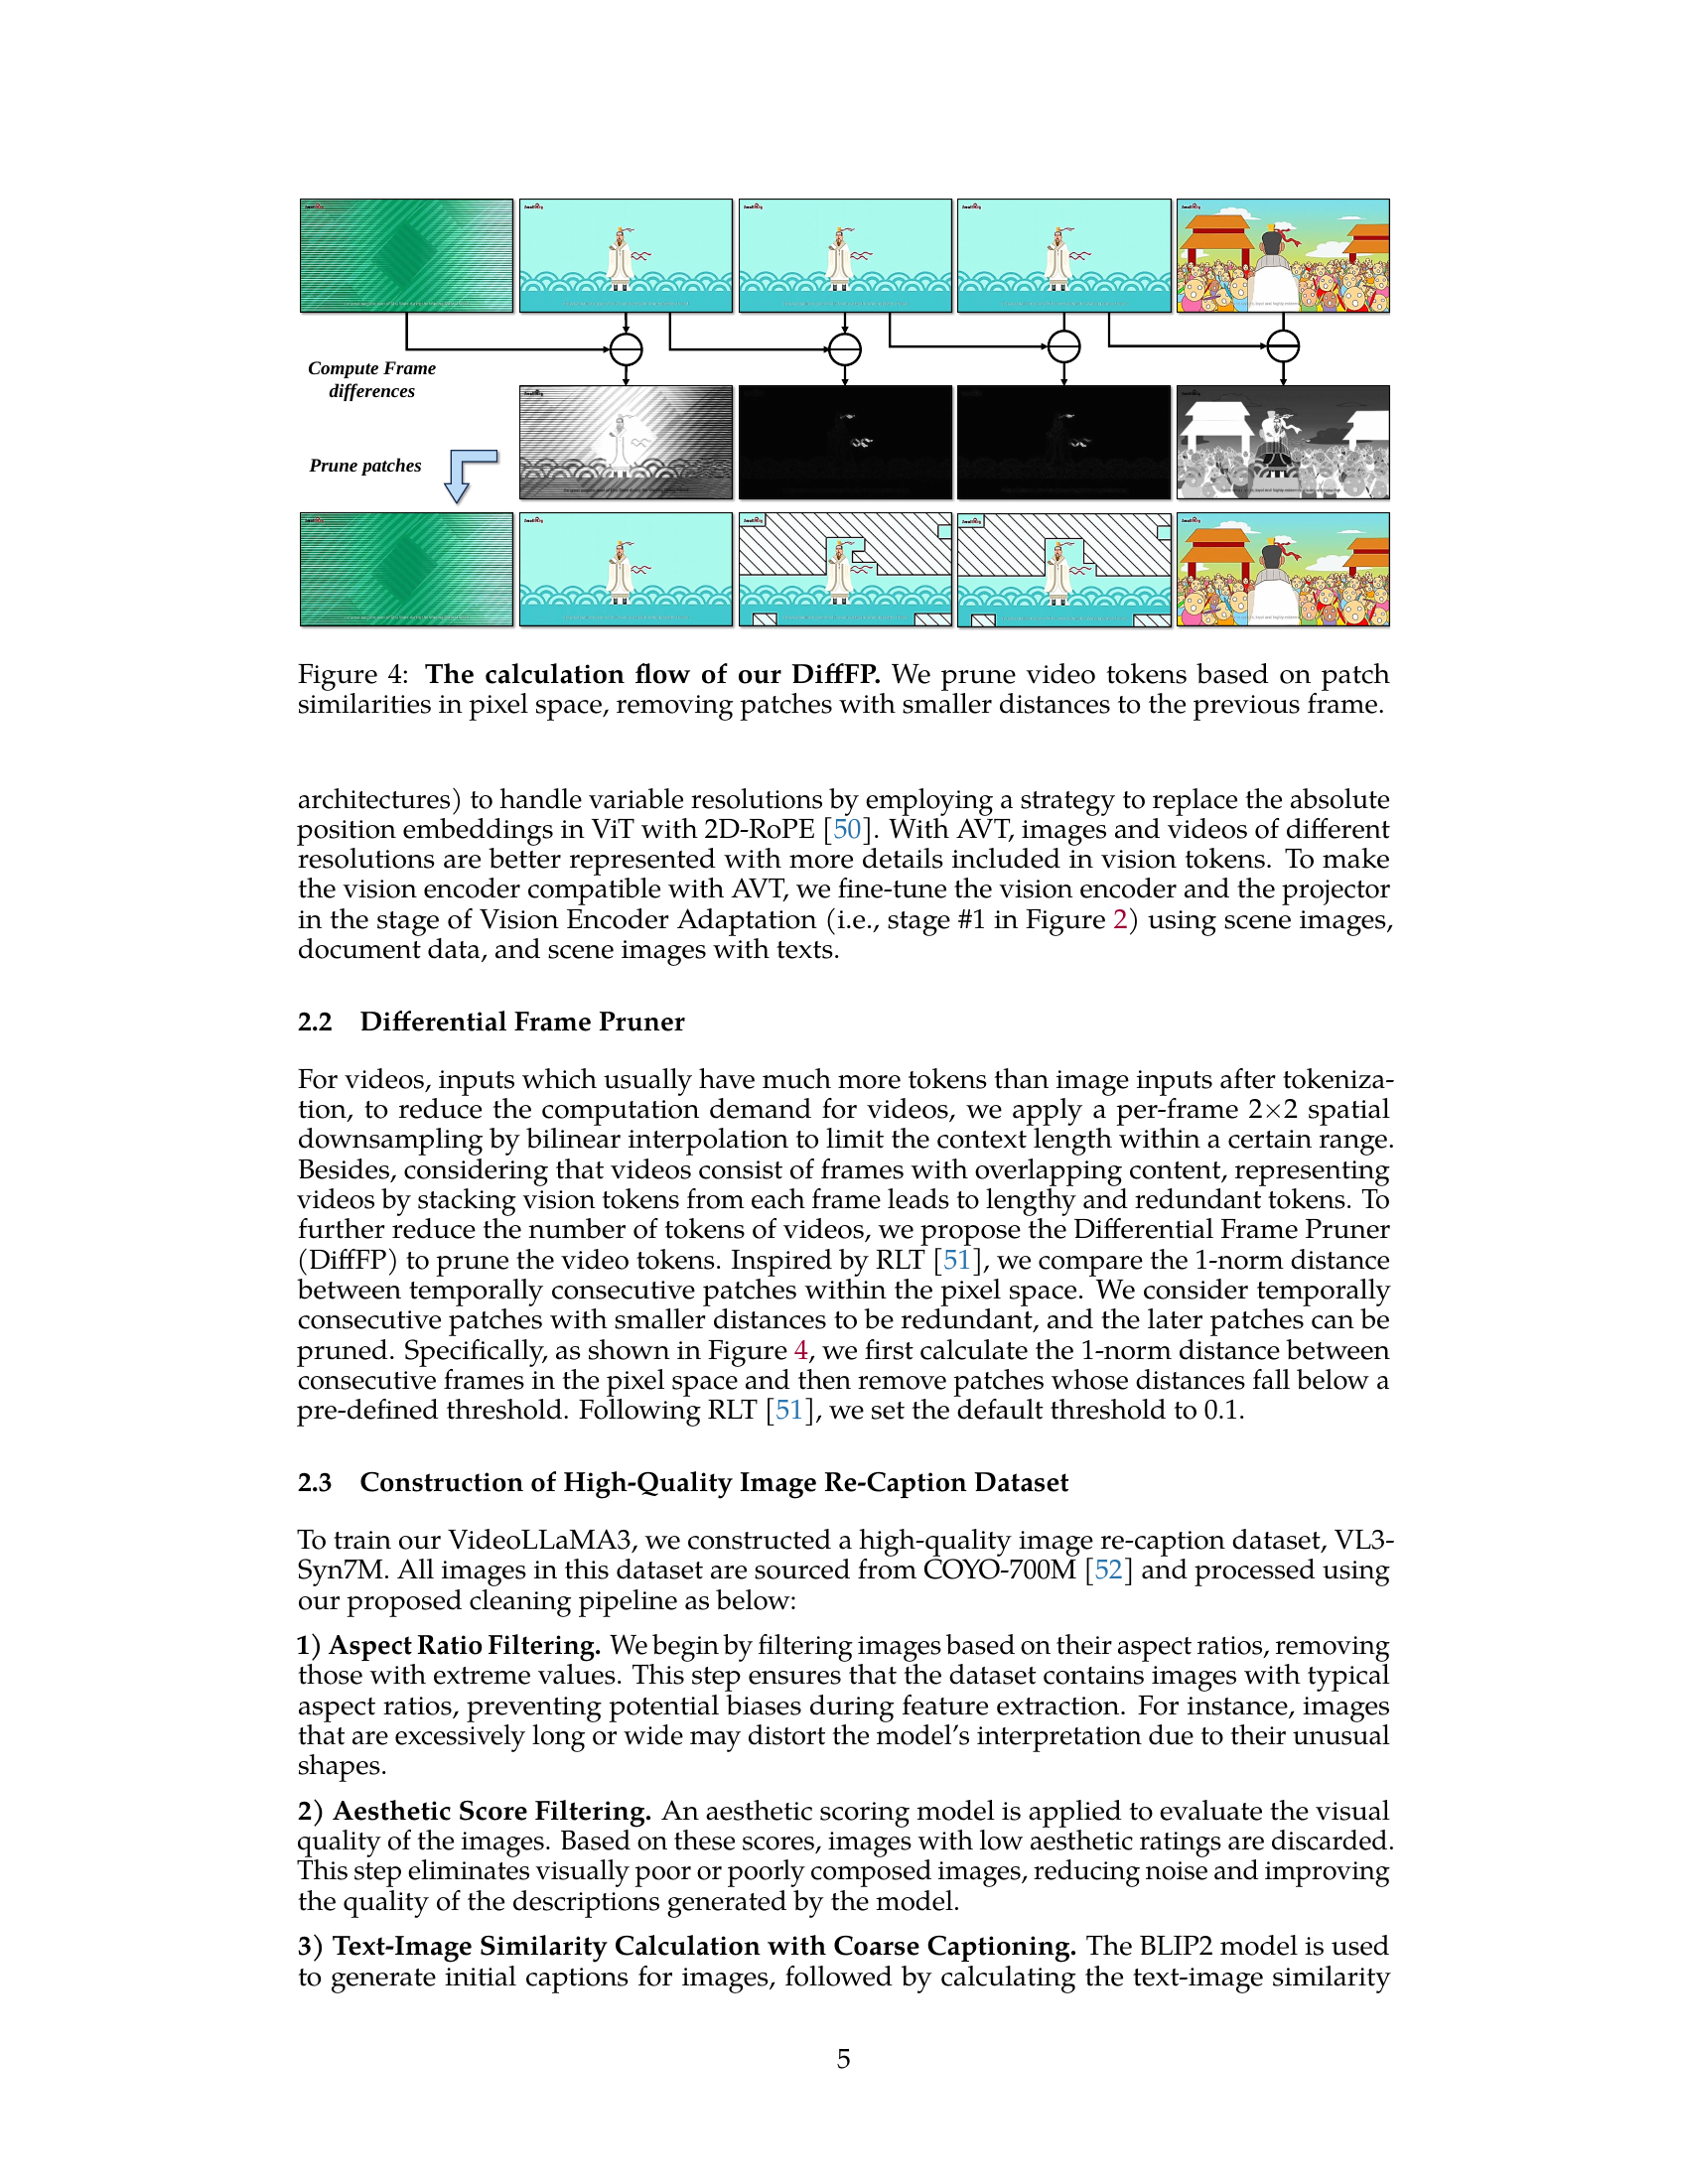 Compute Frame
differences
Prune patches
Figure 4: The calculation flow of our DiffFP. We prune video tokens based on patch
similarities in pixel space, removing patches with smaller distances to the previous frame.
architectures) to handle variable resolutions by employing a strategy to replace the absolute
position embeddings in ViT with 2D-RoPE [50]. With AVT, images and videos of different
resolutions are better represented with more details included in vision tokens. To make
the vision encoder compatible with AVT, we fine-tune the vision encoder and the projector
in the stage of Vision Encoder Adaptation (i.e., stage #1 in Figure 2) using scene images,
document data, and scene images with texts.
2.2 Differential Frame Pruner
For videos, inputs which usually have much more tokens than image inputs after tokeniza-
tion, to reduce the computation demand for videos, we apply a per-frame 2×2 spatial
downsampling by bilinear interpolation to limit the context length within a certain range.
Besides, considering that videos consist of frames with overlapping content, representing
videos by stacking vision tokens from each frame leads to lengthy and redundant tokens. To
further reduce the number of tokens of videos, we propose the Differential Frame Pruner
(DiffFP) to prune the video tokens. Inspired by RLT [51], we compare the 1-norm distance
between temporally consecutive patches within the pixel space. We consider temporally
consecutive patches with smaller distances to be redundant, and the later patches can be
pruned. Specifically, as shown in Figure 4, we first calculate the 1-norm distance between
consecutive frames in the pixel space and then remove patches whose distances fall below a
pre-defined threshold. Following RLT [51], we set the default threshold to 0.1.
2.3 Construction of High-Quality Image Re-Caption Dataset
To train our VideoLLaMA3, we constructed a high-quality image re-caption dataset, VL3-
Syn7M. All images in this dataset are sourced from COYO-700M [52] and processed using
our proposed cleaning pipeline as below:
1) Aspect Ratio Filtering. We begin by filtering images based on their aspect ratios, removing
those with extreme values. This step ensures that the dataset contains images with typical
aspect ratios, preventing potential biases during feature extraction. For instance, images
that are excessively long or wide may distort the model's interpretation due to their unusual
shapes.
2) Aesthetic Score Filtering. An aesthetic scoring model is applied to evaluate the visual
quality of the images. Based on these scores, images with low aesthetic ratings are discarded.
This step eliminates visually poor or poorly composed images, reducing noise and improving
the quality of the descriptions generated by the model.
3) Text-Image Similarity Calculation with Coarse Captioning. The BLIP2 model is used
to generate initial captions for images, followed by calculating the text-image similarity
5